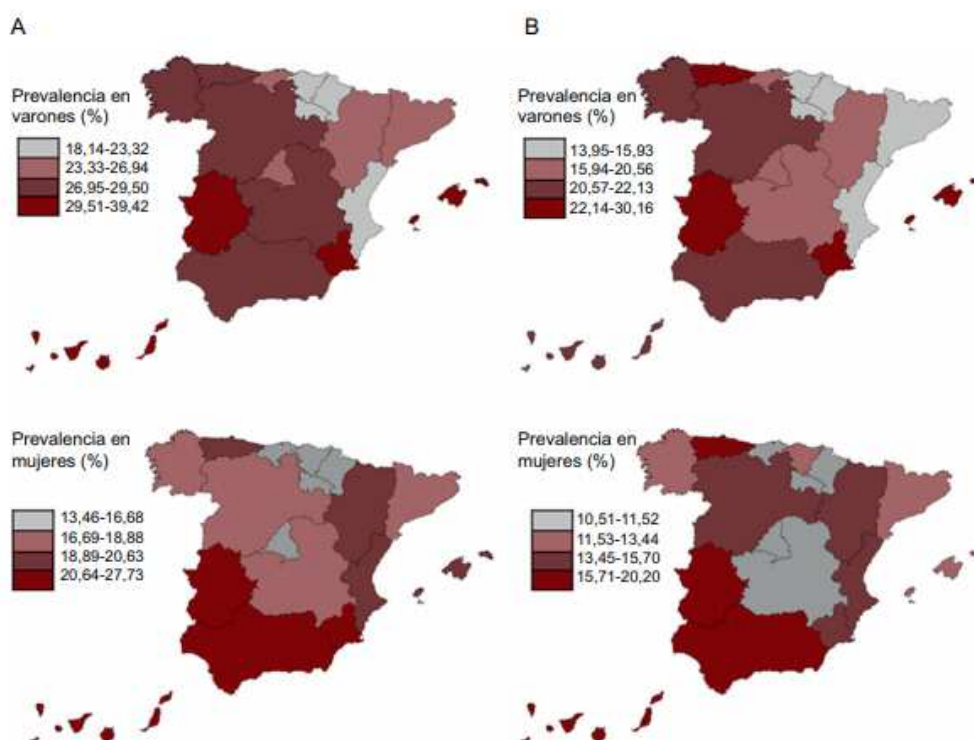 A
B
Prevalencia en
varones (%)
18,14-23,32
23,33-26,94
26,95-29,50
29,51-39,42
Prevalencia en
varones (%)
13,95-15,93
15,94-20,56
20,57-22,13
22,14-30,16
Prevalencia en
mujeres (%)
13,46-16,68
16,69-18,88
18,89-20,63
20,64-27,73
Prevalencia en
mujeres (%)
10,51-11,52
11,53-13,44
13,45-15,70
15,71-20,20